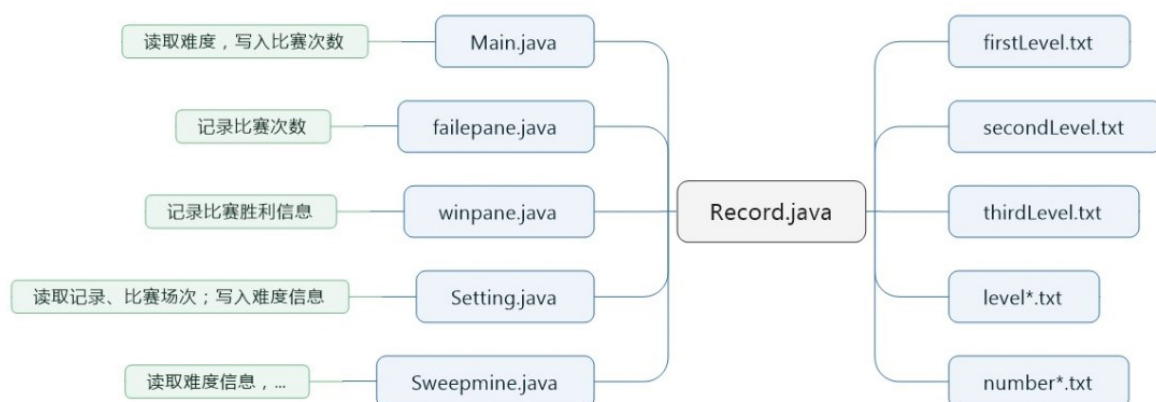 读取难度，写入比赛次数
Main.java
firstLevel.txt
记录比赛次数
failepane.java
secondLevel.txt
记录比赛胜利信息
winpane.java
Record.java
thirdLevel.txt
读取记录、比赛场次；写入难度信息
Setting.java
level*.txt
读取难度信息，...
Sweepmine.java
number*.txt